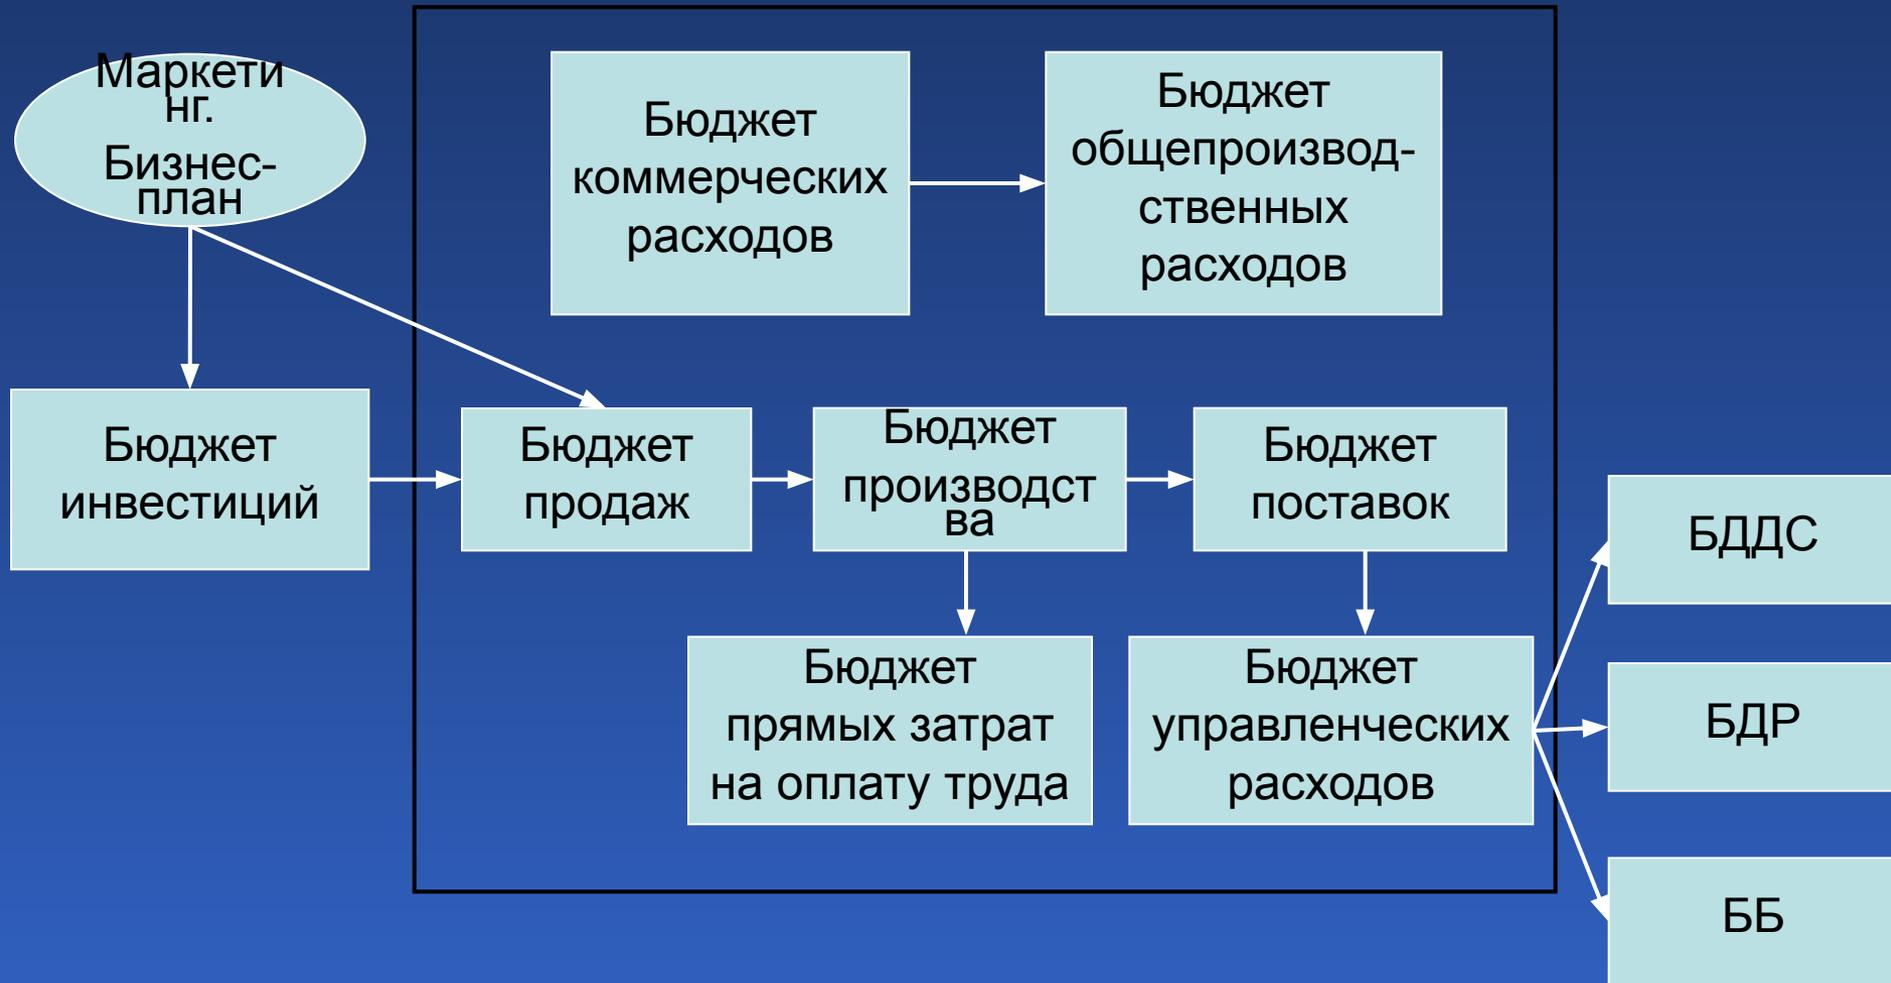 Маркети
нг.
Бизнес-
план
Бюджет
коммерческих
расходов
Бюджет
общепроизвод-
ственных
расходов
Бюджет
инвестиций
Бюджет
продаж
Бюджет
производст
ва
Бюджет
поставок
БДДС
Бюджет
прямых затрат
на оплату труда
Бюджет
управленческих
расходов
БДР
ББ